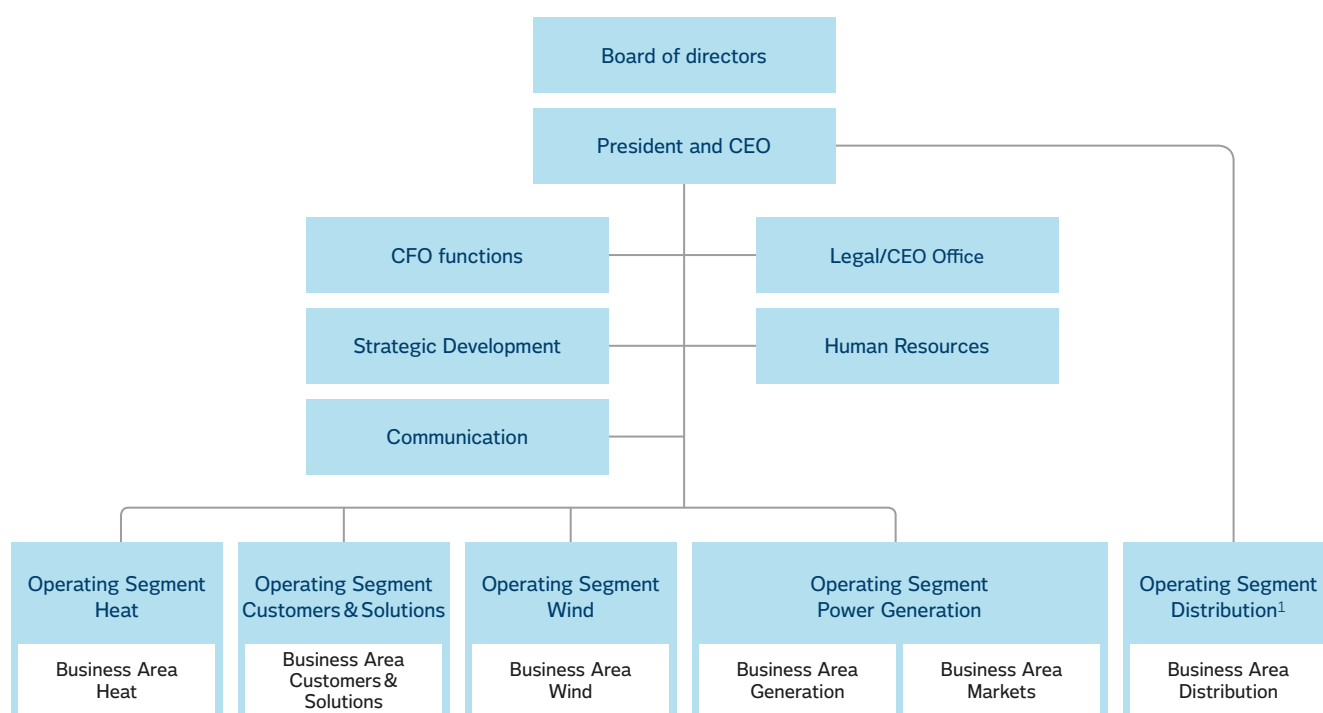 Board of directors
President and CEO
CFO functions
Legal/CEO Office
Strategic Development
Human Resources
Communication
Operating Segment
Heat
Operating Segment
Customers & Solutions
Operating Segment
Wind
Operating Segment
Power Generation
Operating Segment
Distribution¹
Business Area
Heat
Business Area
Customers &
Solutions
Business Area
Wind
Business Area
Generation
Business Area
Markets
Business Area
Distribution